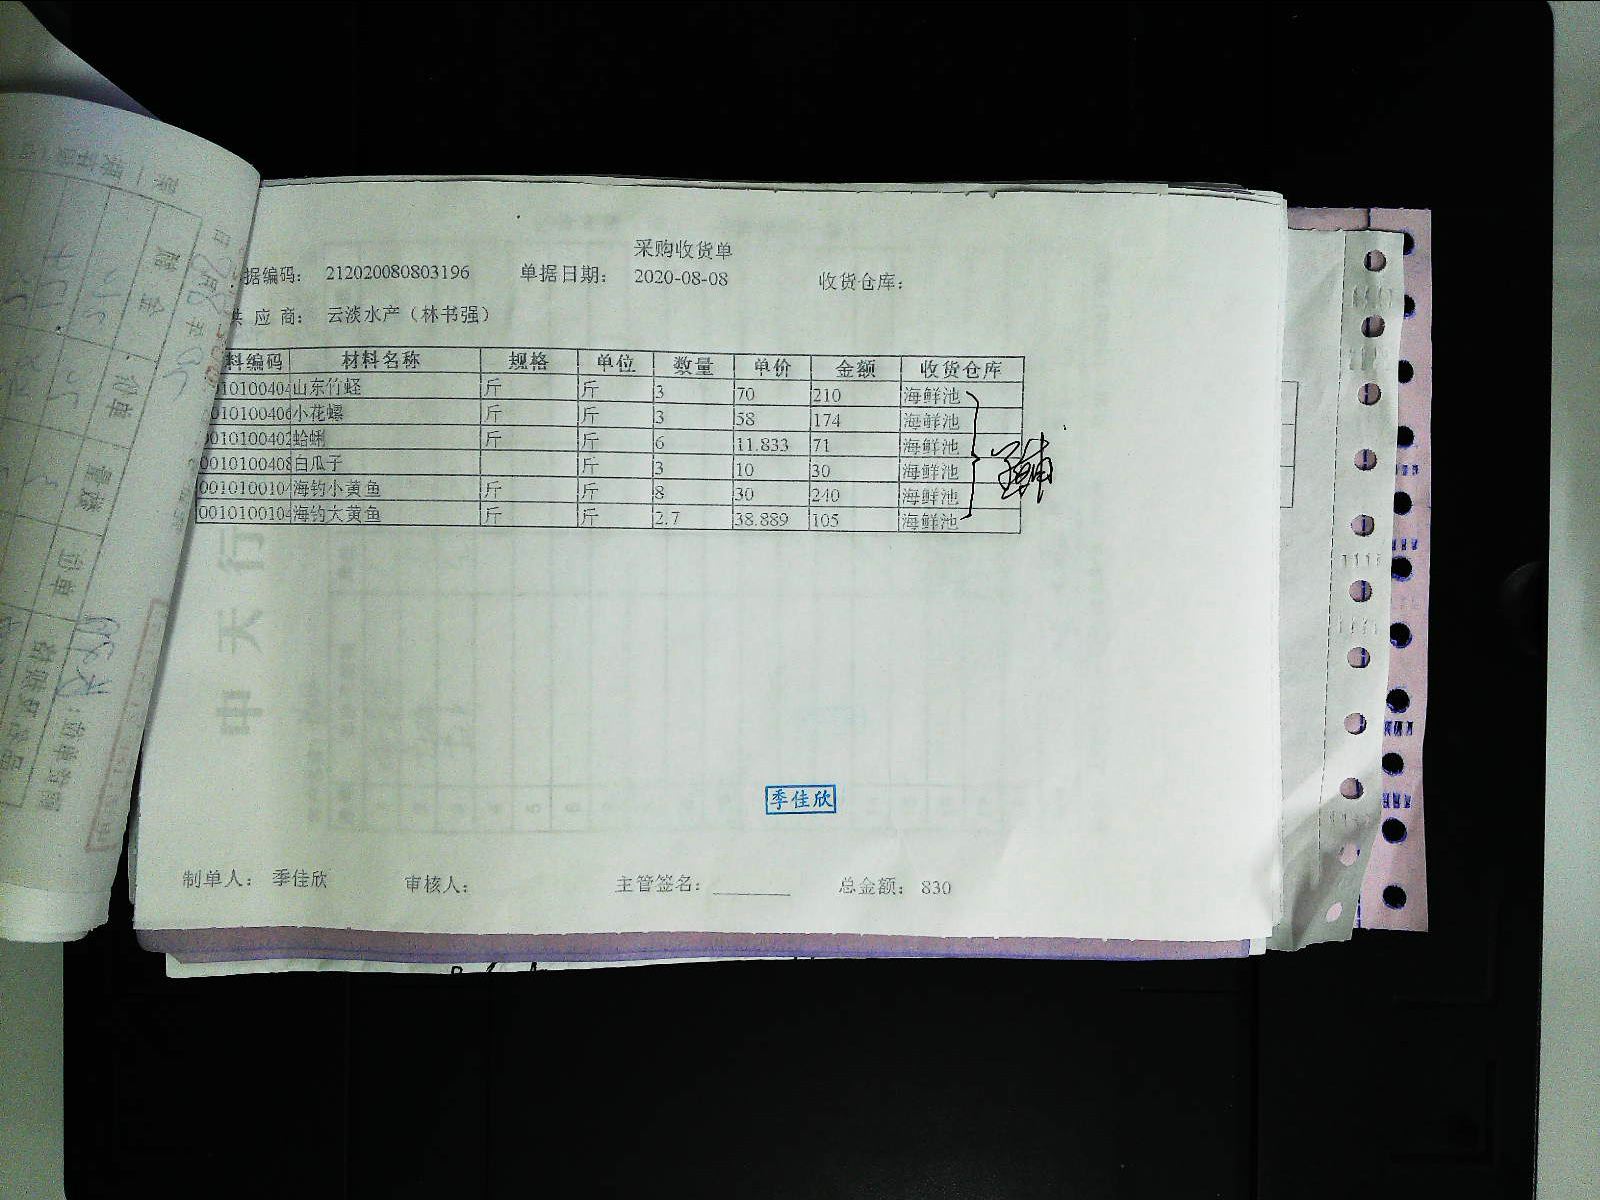 采购收货单
据编码: 212020080803196 单据日期: 2020-08-08 收货仓库:
应商: 云淡水产（林书强）
料编码 材料名称 规格 单位 数量 单价 金额 收货仓库
010100404 山东竹蛏 斤 斤 3 70 210 海鲜池
010100406 小花螺 斤 斤 3 58 174 海鲜池
0010100402 蛤蜊 斤 斤 6 11.833 71 海鲜池
0010100408 白瓜子 斤 3 10 30 海鲜池
001010010 海钓小黄鱼 斤 斤 8 30 240 海鲜池
001010010 海钓大黄鱼 斤 斤 2.7 38.889 105 海鲜池
季佳欣
制单人: 季佳欣 审核人: 主管签名: 总金额: 830